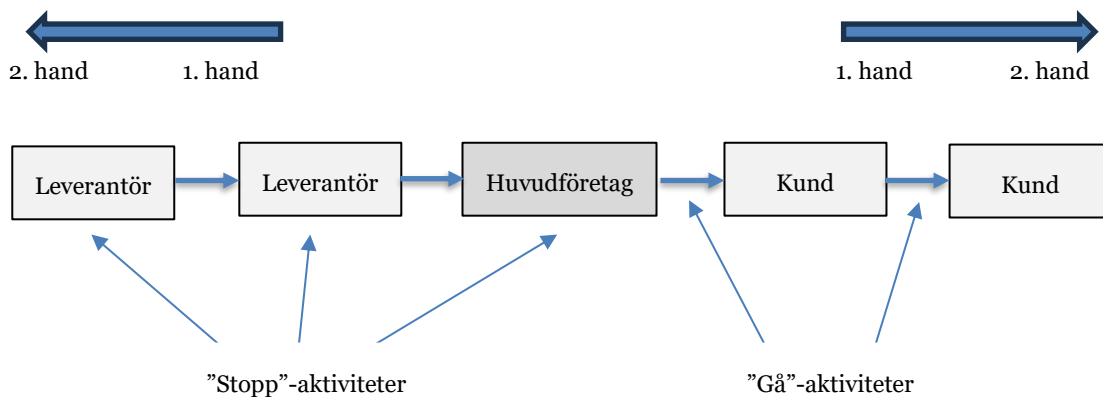 2. hand 1. hand 1. hand 2. hand
Leverantör Leverantör Huvudföretag Kund Kund
”Stopp”-aktiviteter ”Gå”-aktiviteter